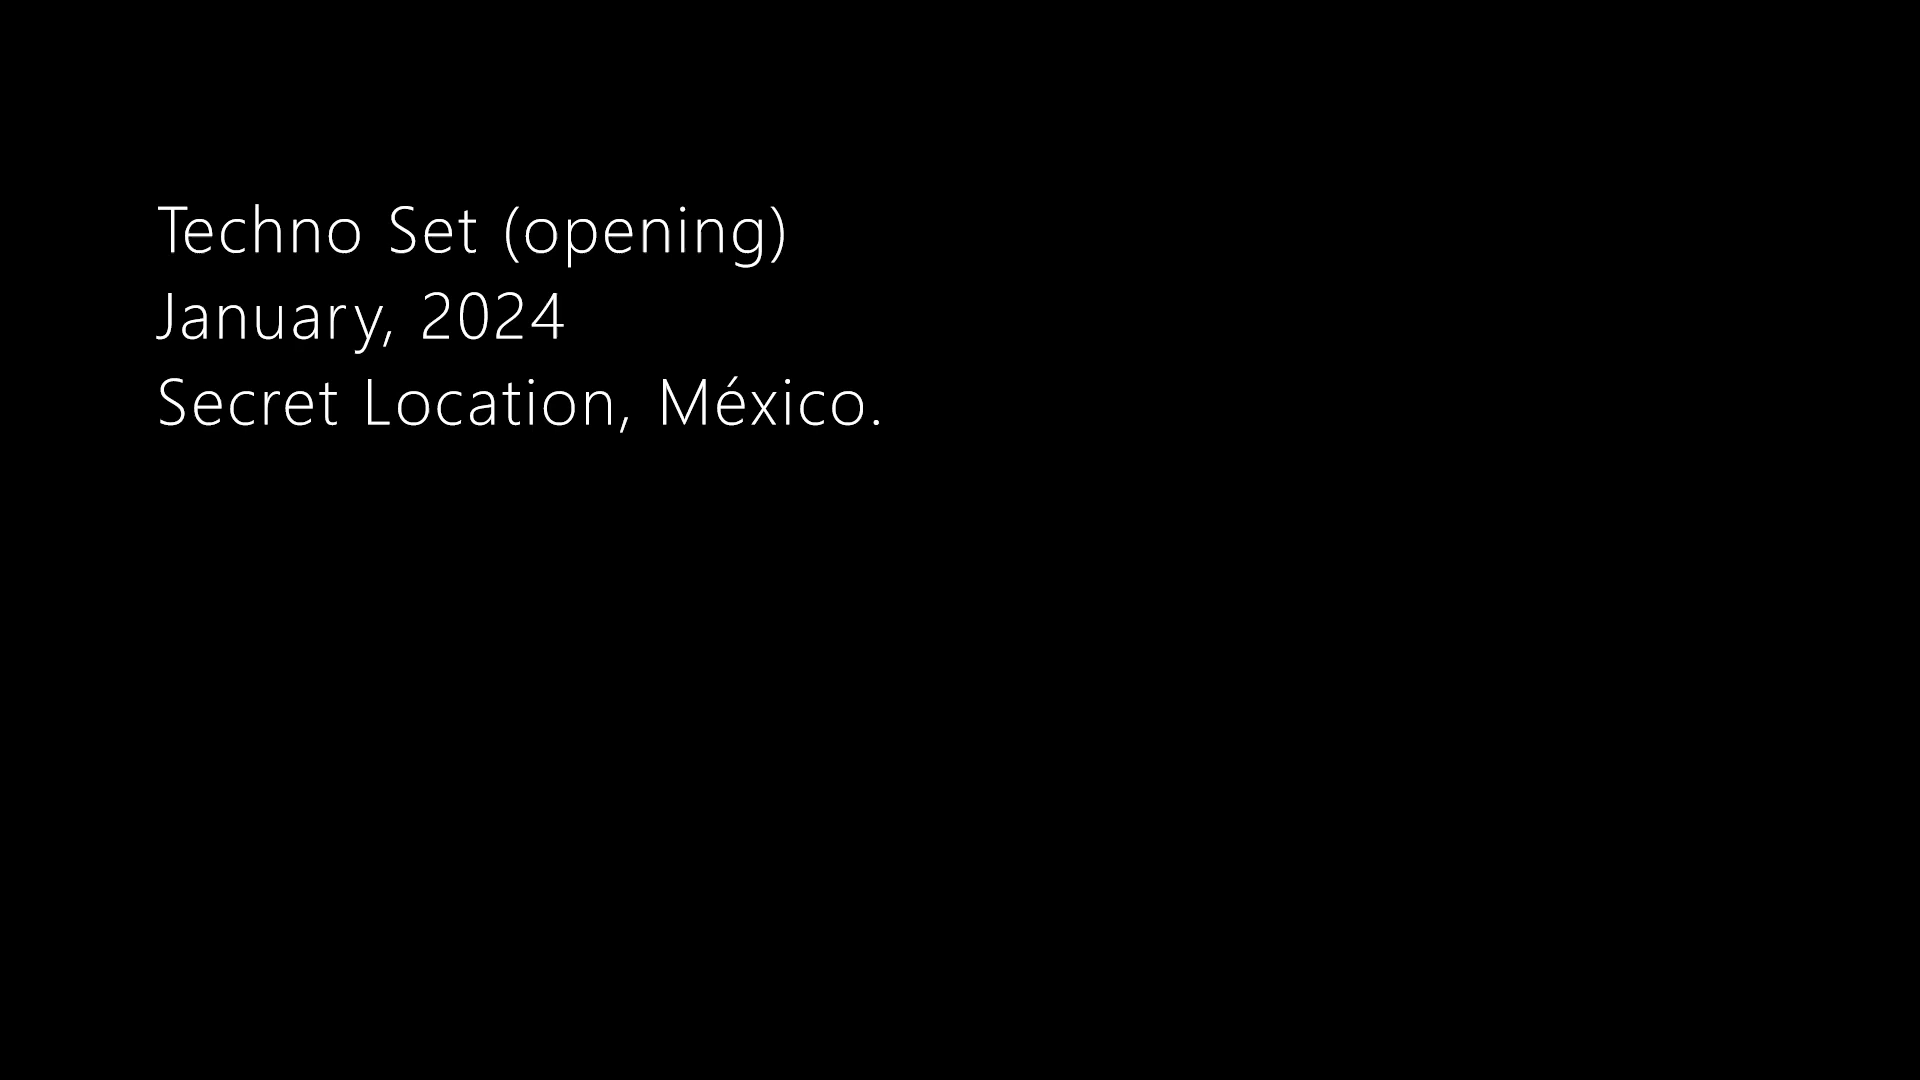 Techno Set (opening)
January, 2024
Secret Location, México.